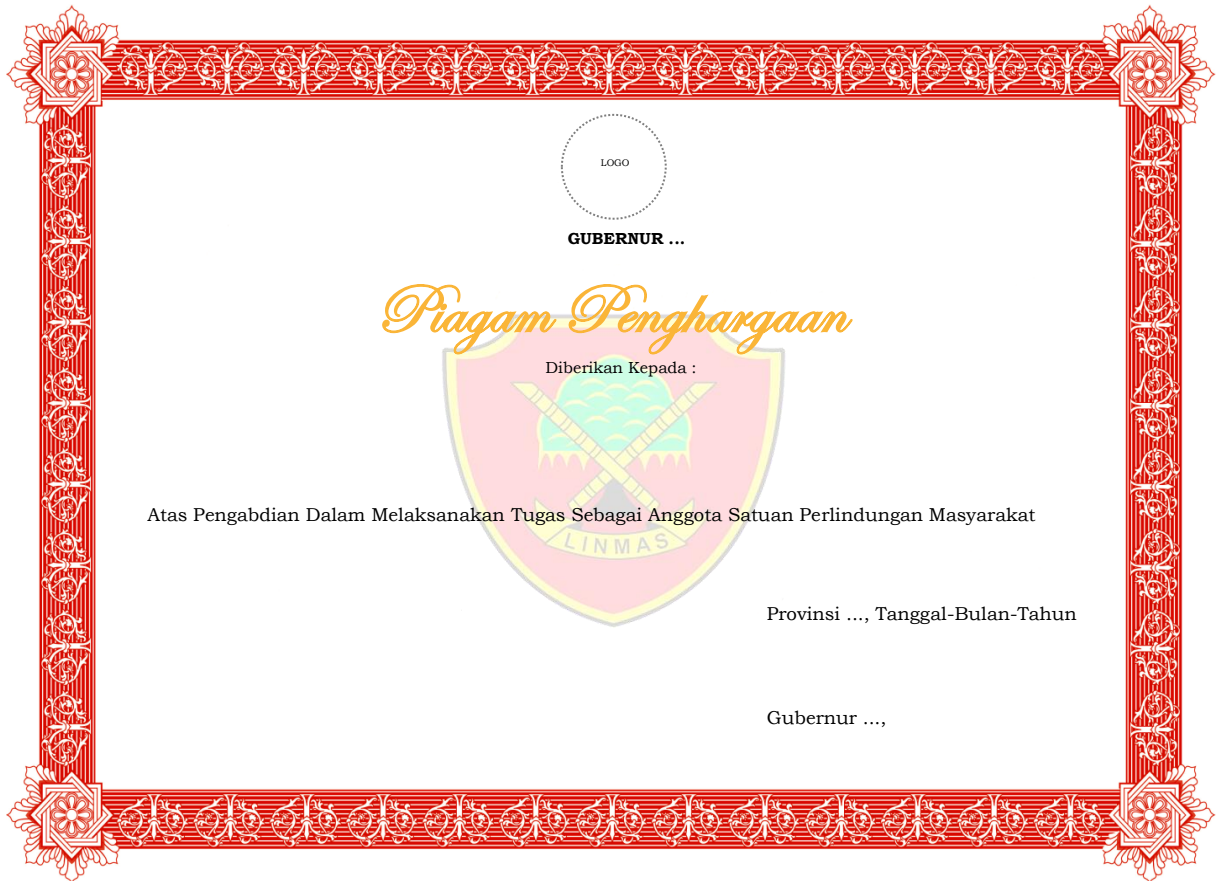 LOGO
GUBERNUR ...
Piagam Penghargaan
Diberikan Kepada :
Atas Pengabdian Dalam Melaksanakan Tugas Sebagai Anggota Satuan Perlindungan Masyarakat
LINMAS
Provinsi ..., Tanggal-Bulan-Tahun
Gubernur ...,